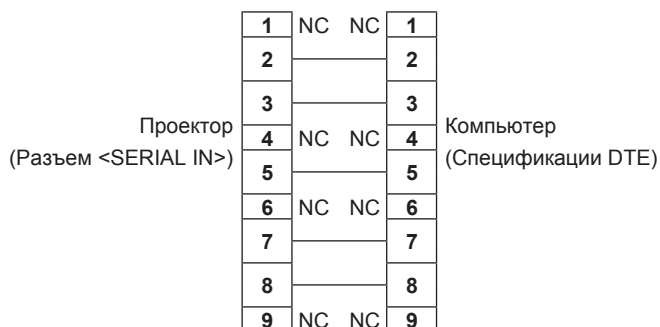 1 NC NC 1
2 2
3 3
Проектор
(Разъем <SERIAL IN>)
4 NC NC 4
Компьютер
(Спецификации DTE)
5 5
6 NC NC 6
7 7
8 8
9 NC NC 9